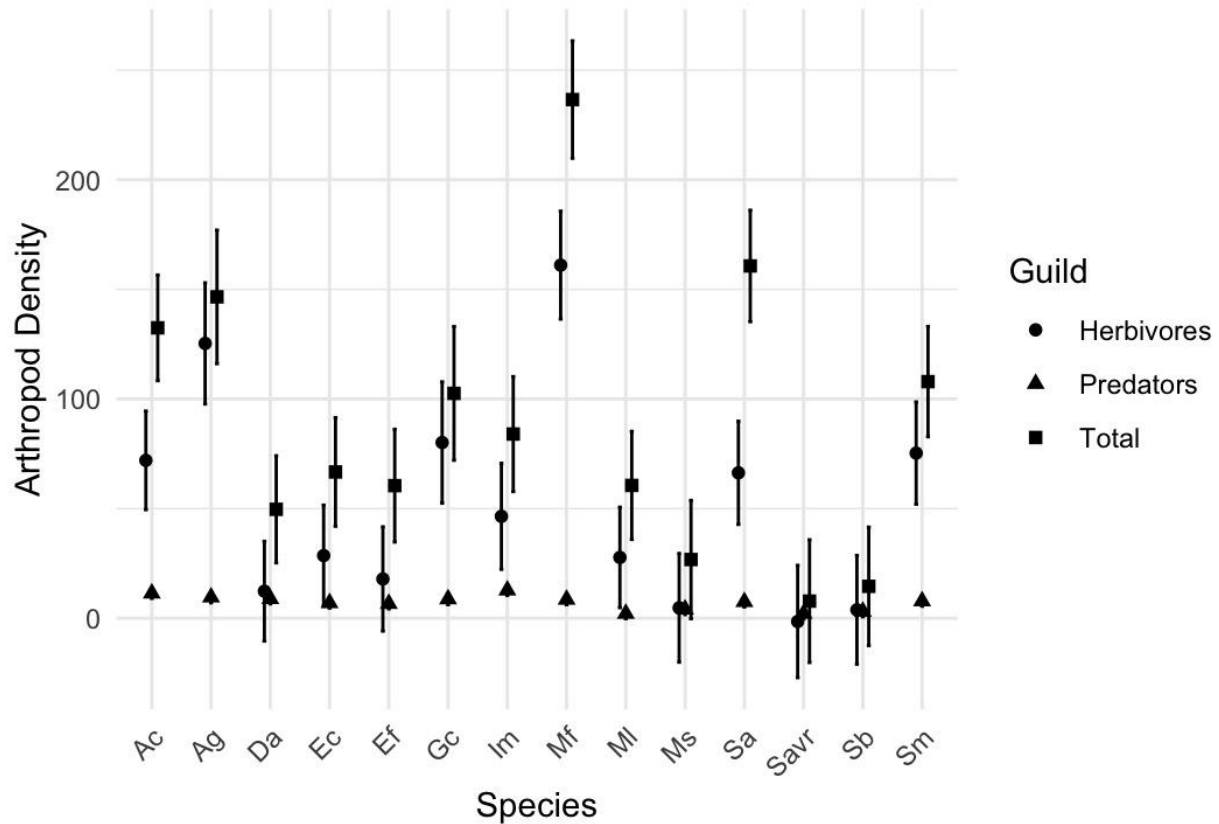 200
100
0
Arthropod Density
Ac
Ag
Da
Ec
Ef
Gc
Im
Mf
Ml
Ms
Sa
Savr
Sb
Sm
Species
Guild
Herbivores
Predators
Total